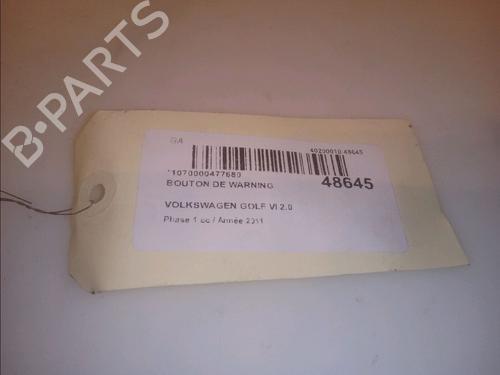 B-PARTS
GA 40200010 48645
*1070000477680
BOUTON DE WARNING 48645
VOLKSWAGEN GOLF VI 2.0
Phase 1 cc / Année 2011